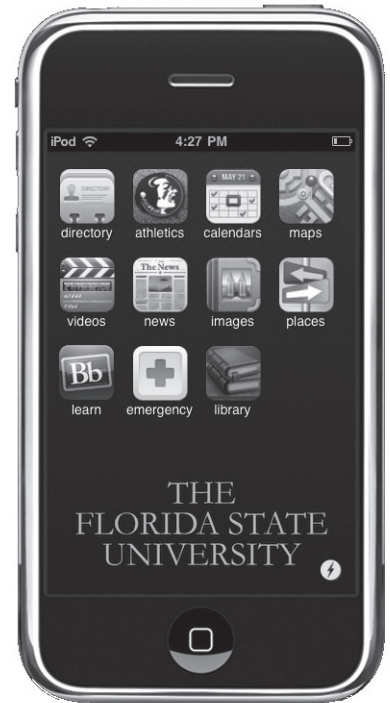 iPod 4:27 PM
DIRECTORY MAY 21
directory athletics calendars maps
The News
videos news images places
Bb
learn emergency library
THE
FLORIDA STATE
UNIVERSITY